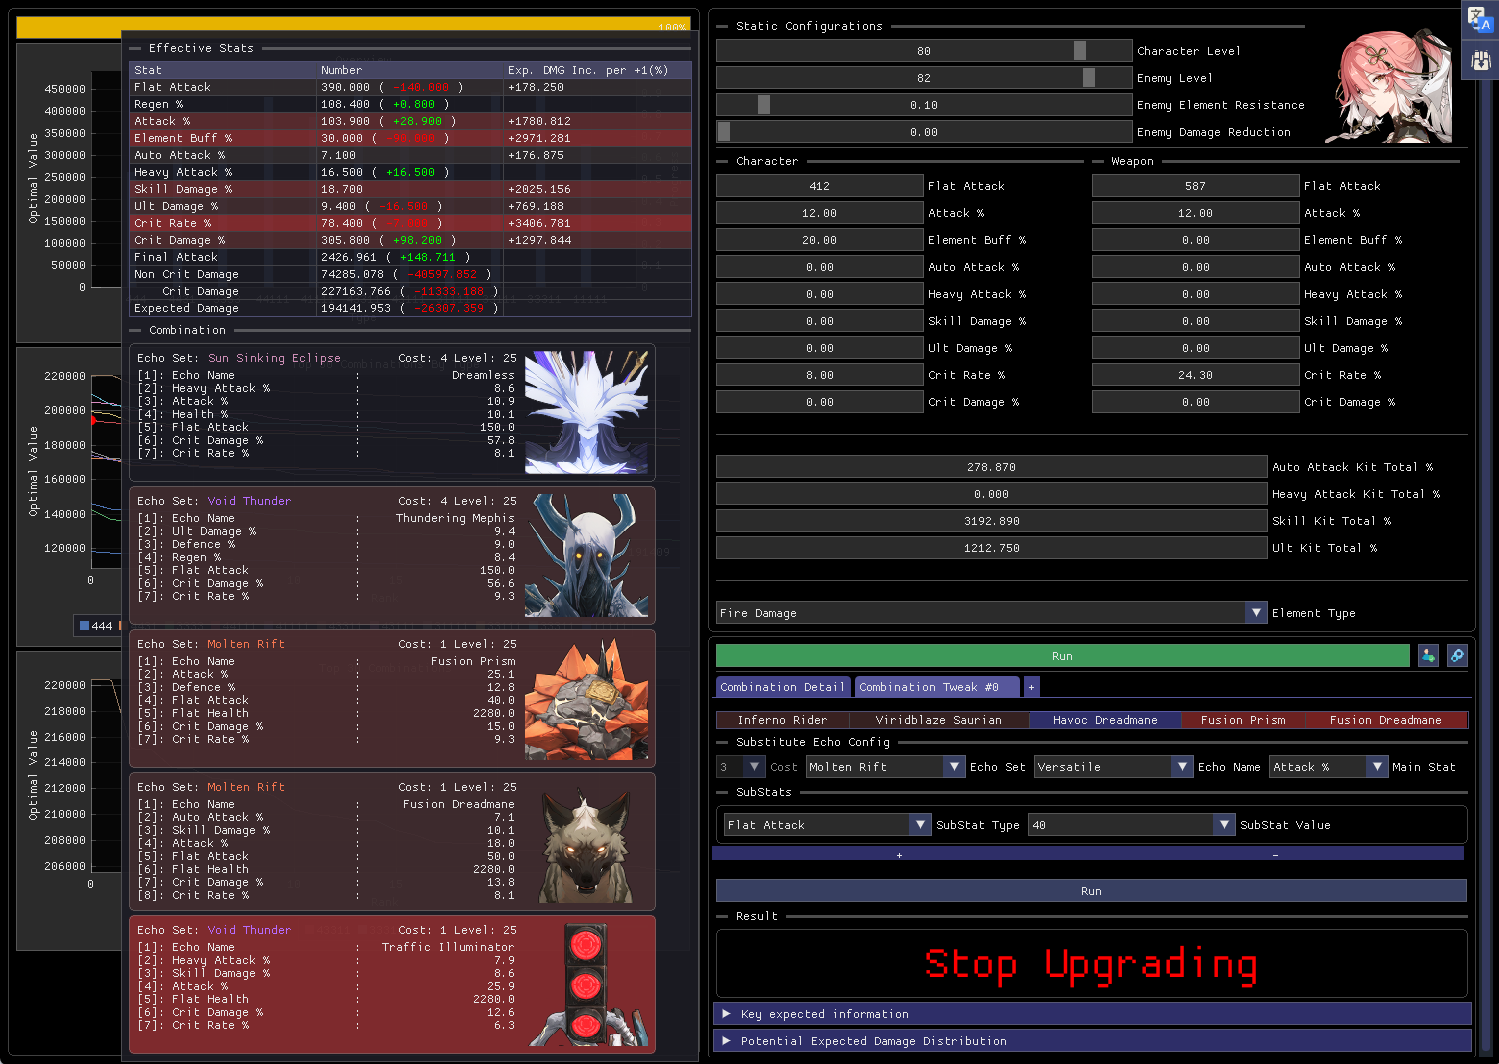 100%
Effective Stats
Stat Number Exp. DMG Inc. per +1(%)
Flat Attack 390.000 ( -140.000 ) +178.250
Regen % 108.400 ( +0.800 )
Attack % 103.900 ( +28.900 ) +1780.812
Element Buff % 30.000 ( ) +2971.281
Auto Attack % 7.100 +176.875
Heavy Attack % 16.500 ( +16.500 )
Skill Damage % 18.700 +2025.156
Ult Damage % 9.400 ( -16.500 ) +769.188
Crit Rate % 78.400 ( ) +3406.781
Crit Damage % 305.800 ( +98.200 ) +1297.844
Final Attack 2426.961 ( +148.711 )
Non Crit Damage 74285.078 ( -40597.852 )
Crit Damage 227163.766 ( -11333.188 )
Expected Damage 194141.953 ( -26307.359 )
Combination
Echo Set: Sun Sinking Eclipse Cost: 4 Level: 25
[1]: Echo Name : Dreamless
[2]: Heavy Attack % : 8.6
[3]: Attack % : 10.9
[4]: Health % : 10.1
[5]: Flat Attack : 150.0
[6]: Crit Damage % : 57.8
[7]: Crit Rate % : 8.1
Echo Set: Void Thunder Cost: 4 Level: 25
[1]: Echo Name : Thundering Mephis
[2]: Ult Damage % : 9.4
[3]: Defence % : 9.0
[4]: Regen % : 8.4
[5]: Flat Attack : 150.0
[6]: Crit Damage % : 56.6
[7]: Crit Rate % : 9.3
Echo Set: Molten Rift Cost: 1 Level: 25
[1]: Echo Name : Fusion Prism
[2]: Attack % : 25.1
[3]: Defence % : 12.8
[4]: Flat Attack : 40.0
[5]: Flat Health : 2280.0
[6]: Crit Damage % : 15.0
[7]: Crit Rate % : 9.3
Echo Set: Molten Rift Cost: 1 Level: 25
[1]: Echo Name : Fusion Dreadmane
[2]: Auto Attack % : 7.1
[3]: Skill Damage % : 10.1
[4]: Attack % : 18.0
[5]: Flat Attack : 50.0
[6]: Flat Health : 2280.0
[7]: Crit Damage % : 13.8
[8]: Crit Rate % : 8.1
Echo Set: Void Thunder Cost: 1 Level: 25
[1]: Echo Name : Traffic Illuminator
[2]: Heavy Attack % : 7.9
[3]: Skill Damage % : 8.6
[4]: Attack % : 25.9
[5]: Flat Health : 2280.0
[6]: Crit Damage % : 12.6
[7]: Crit Rate % : 6.3
Optimal Value
450000
400000
350000
300000
250000
200000
150000
100000
50000
0
Optimal Value
220000
200000
180000
160000
140000
120000
0
444
Optimal Value
220000
218000
216000
214000
212000
210000
208000
206000
0
Static Configurations
80 Character Level
82 Enemy Level
0.10 Enemy Element Resistance
0.00 Enemy Damage Reduction
Character
412 Flat Attack
12.00 Attack %
20.00 Element Buff %
0.00 Auto Attack %
0.00 Heavy Attack %
0.00 Skill Damage %
0.00 Ult Damage %
8.00 Crit Rate %
0.00 Crit Damage %
Weapon
587 Flat Attack
12.00 Attack %
0.00 Element Buff %
0.00 Auto Attack %
0.00 Heavy Attack %
0.00 Skill Damage %
0.00 Ult Damage %
24.30 Crit Rate %
0.00 Crit Damage %
278.870 Auto Attack Kit Total %
0.000 Heavy Attack Kit Total %
3192.890 Skill Kit Total %
1212.750 Ult Kit Total %
Fire Damage Element Type
Run
Combination Detail Combination Tweak #0 +
Inferno Rider Viridblaze Saurian Havoc Dreadmane Fusion Prism Fusion Dreadmane
Substitute Echo Config
3 Cost Molten Rift Echo Set Versatile Echo Name Attack % Main Stat
SubStats
Flat Attack SubStat Type 40 SubStat Value
+ -
Run
Result
Stop Upgrading
Key expected information
Potential Expected Damage Distribution